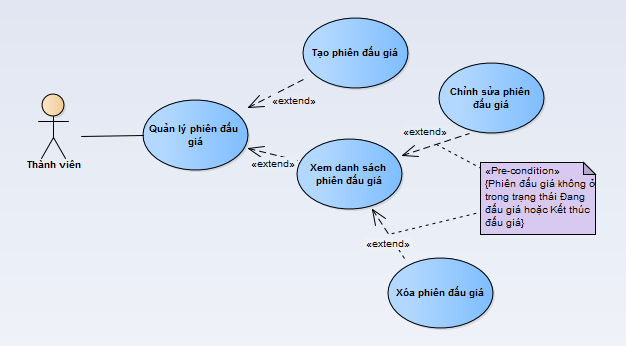 Tạo phiên đấu giá
«extend»
Chỉnh sửa phiên
đấu giá
Quản lý phiên đấu
giá
Thành viên
«extend»
«extend»
Xem danh sách
phiên đấu giá
«Pre-condition»
{Phiên đấu giá không ở
trong trạng thái Đang
đấu giá hoặc Kết thúc
đấu giá}
«extend»
Xóa phiên đấu giá